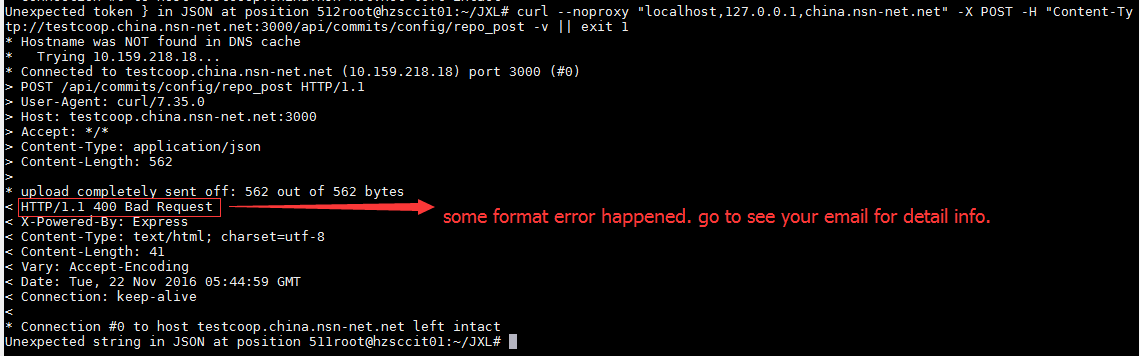 Unexpected token } in JSON at position 512root@hzsccit01:~/JXL# curl --noproxy "localhost,127.0.0.1,china.nsn-net.net" -X POST -H "Content-Ty
tp://testcoop.china.nsn-net.net:3000/api/commits/config/repo_post -v || exit 1
* Hostname was NOT found in DNS cache
*   Trying 10.159.218.18...
* Connected to testcoop.china.nsn-net.net (10.159.218.18) port 3000 (#0)
> POST /api/commits/config/repo_post HTTP/1.1
> User-Agent: curl/7.35.0
> Host: testcoop.china.nsn-net.net:3000
> Accept: */*
> Content-Type: application/json
> Content-Length: 562
>
* upload completely sent off: 562 out of 562 bytes
< HTTP/1.1 400 Bad Request
some format error happened. go to see your email for detail info.
< X-Powered-By: Express
< Content-Type: text/html; charset=utf-8
< Content-Length: 41
< Vary: Accept-Encoding
< Date: Tue, 22 Nov 2016 05:44:59 GMT
< Connection: keep-alive
<
* Connection #0 to host testcoop.china.nsn-net.net left intact
Unexpected string in JSON at position 511root@hzsccit01:~/JXL#